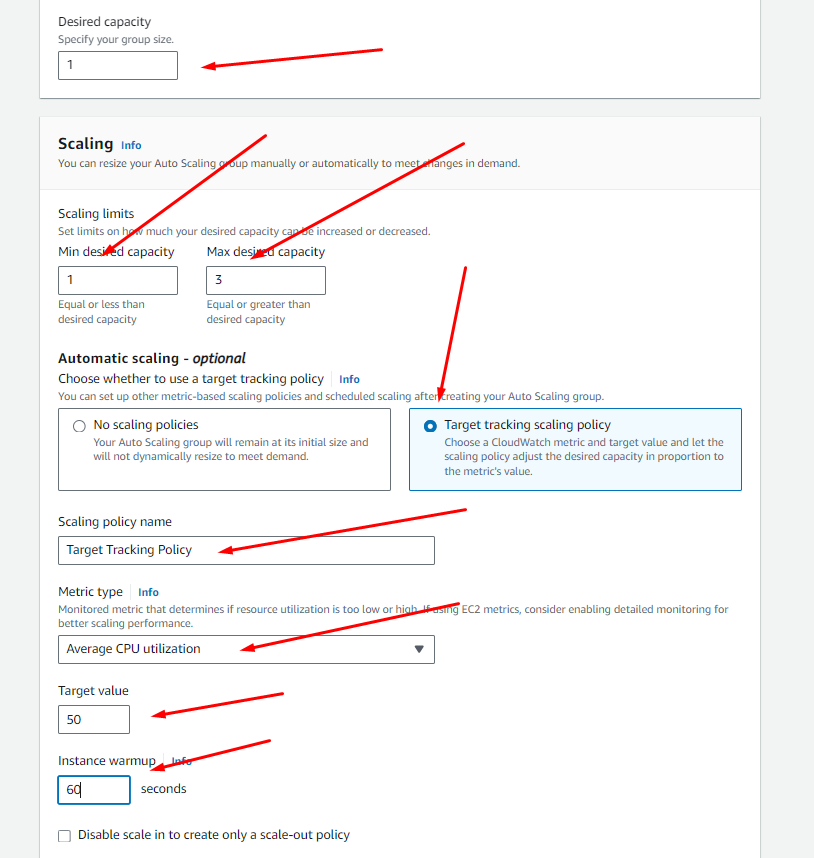 Desired capacity
Specify your group size.
1
Scaling Info
You can resize your Auto Scaling group manually or automatically to meet changes in demand.
Scaling limits
Set limits on how much your desired capacity can be increased or decreased.
Min desired capacity Max desired capacity
1 3
Equal or less than Equal or greater than
desired capacity desired capacity
Automatic scaling - optional
Choose whether to use a target tracking policy Info
You can set up other metric-based scaling policies and scheduled scaling after creating your Auto Scaling group.
No scaling policies
Your Auto Scaling group will remain at its initial size and
will not dynamically resize to meet demand.
Target tracking scaling policy
Choose a CloudWatch metric and target value and let the
scaling policy adjust the desired capacity in proportion to
the metric's value.
Scaling policy name
Target Tracking Policy
Metric type Info
Monitored metric that determines if resource utilization is too low or high. If using EC2 metrics, consider enabling detailed monitoring for
better scaling performance.
Average CPU utilization
Target value
50
Instance warmup Info
60 seconds
Disable scale in to create only a scale-out policy